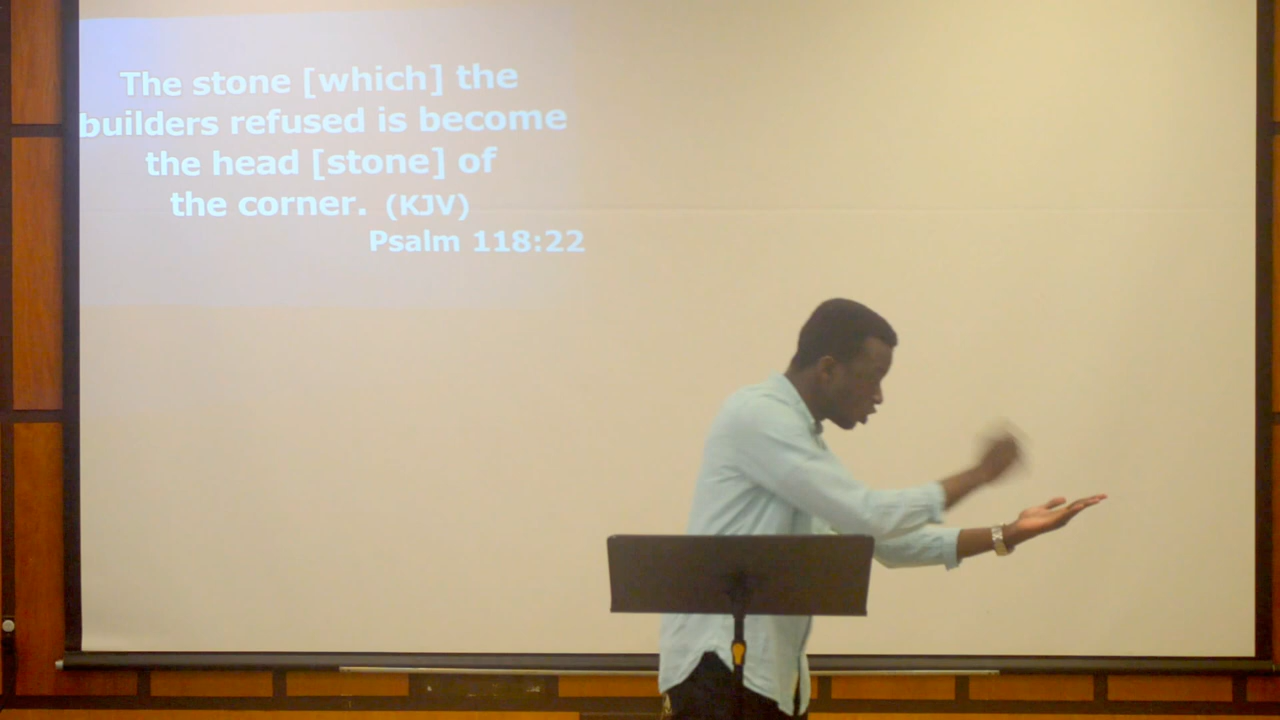 The stone [which] the
builders refused is become
the head [stone] of
the corner. (KJV)
Psalm 118:22